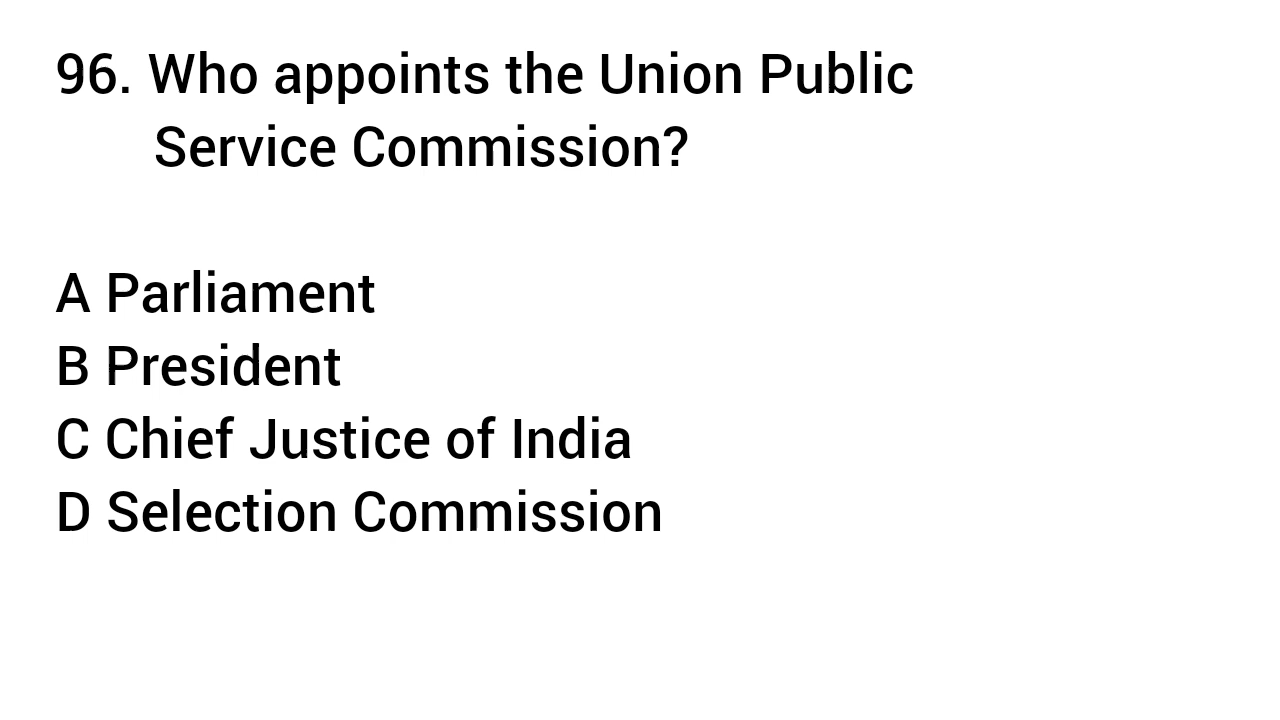 96. Who appoints the Union Public
Service Commission?
A Parliament
B President
C Chief Justice of India
D Selection Commission